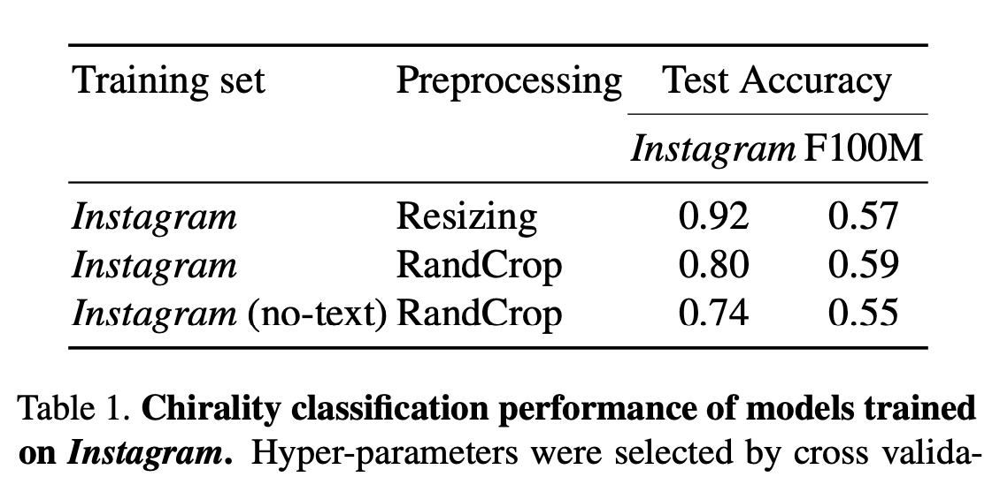 Training set Preprocessing Test Accuracy
Instagram F100M
Instagram Resizing 0.92 0.57
Instagram RandCrop 0.80 0.59
Instagram (no-text) RandCrop 0.74 0.55
Table 1. Chirality classification performance of models trained
on Instagram. Hyper-parameters were selected by cross valida-